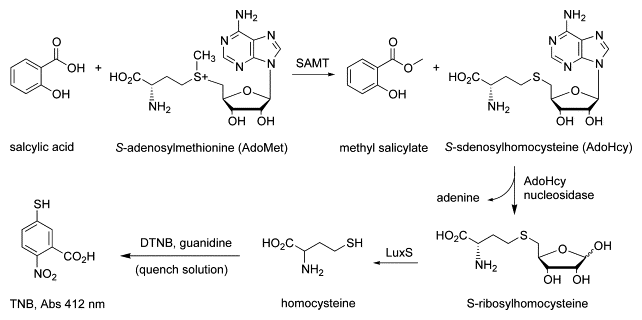 NH2
N
N
N
N
CH3
HO2C
S+
NH2
O
OH OH
O
OH
OH
+
SAMT
O
O
OH
+
NH2
N
N
N
N
HO2C
S
NH2
O
OH OH
salcylic acid
S-adenosylmethionine (AdoMet)
methyl salicylate
S-sdenosylhomocysteine (AdoHcy)
adenine
AdoHcy
nucleosidase
SH
CO2H
NO2
DTNB, guanidine
(quench solution)
HO2C
SH
NH2
LuxS
HO2C
S
NH2
O
OH
OH OH
TNB, Abs 412 nm
homocysteine
S-ribosylhomocysteine